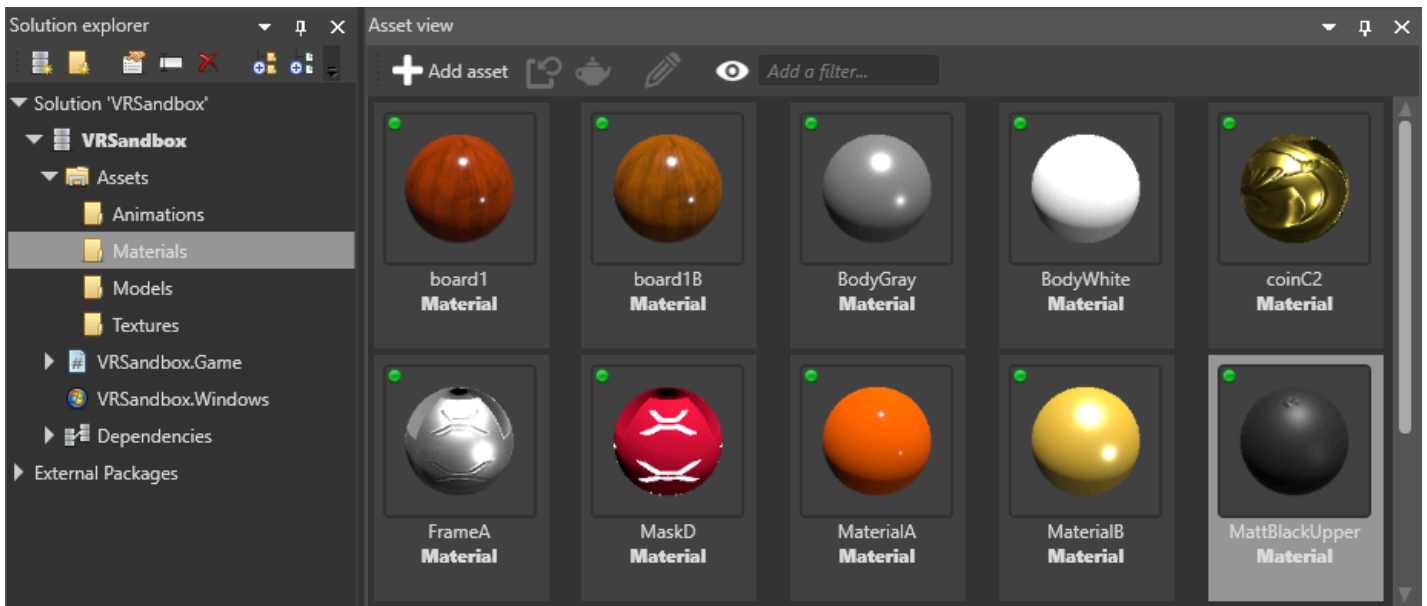 Solution explorer
Asset view
Add asset
Add a filter...
Solution 'VRSandbox'
VRSandbox
Assets
Animations
Materials
Models
Textures
VRSandbox.Game
VRSandbox.Windows
Dependencies
External Packages
board1
Material
board1B
Material
BodyGray
Material
BodyWhite
Material
coinC2
Material
FrameA
Material
MaskD
Material
MaterialA
Material
MaterialB
Material
MattBlackUpper
Material